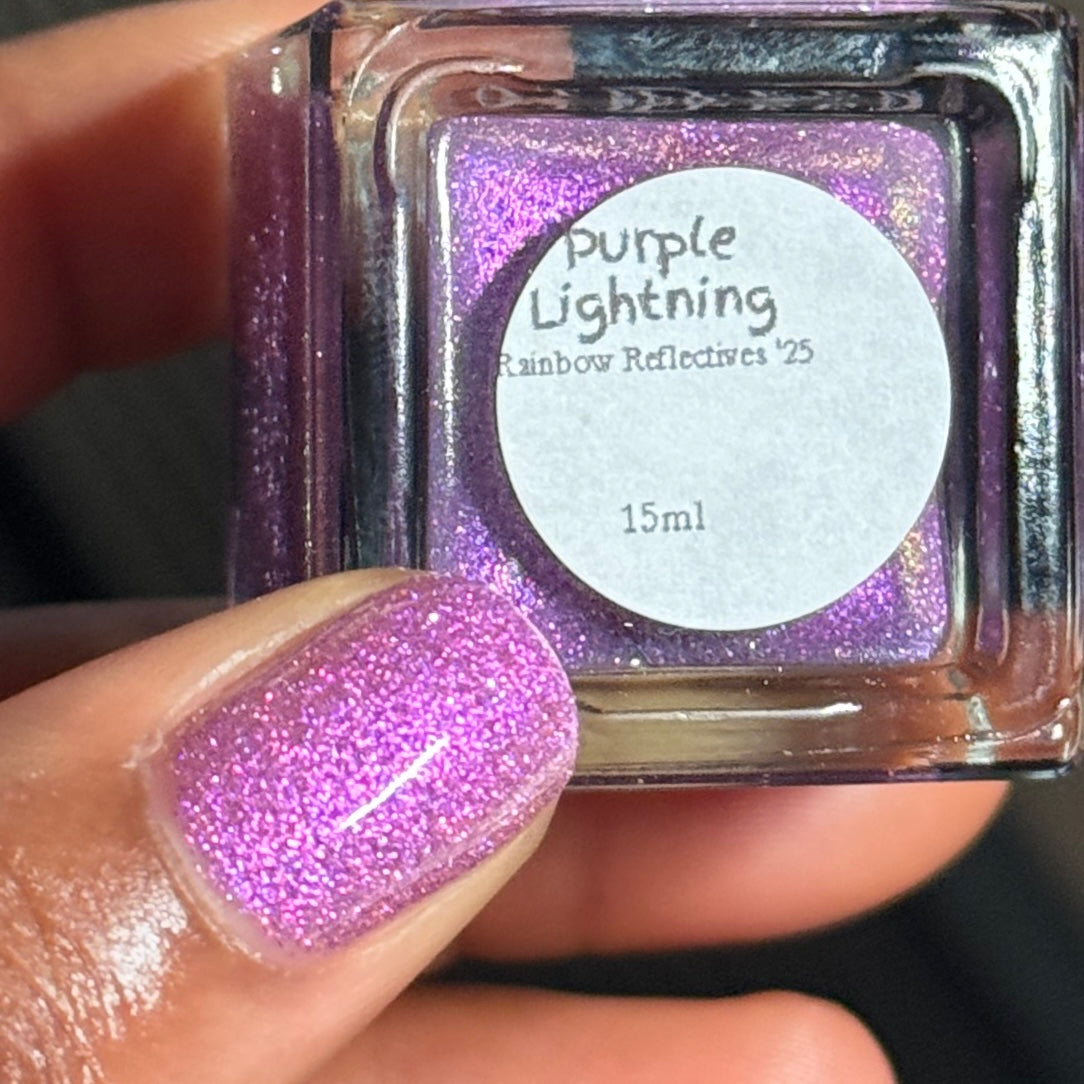 Purple
Lightning
Rainbow Reflectives '25
15ml